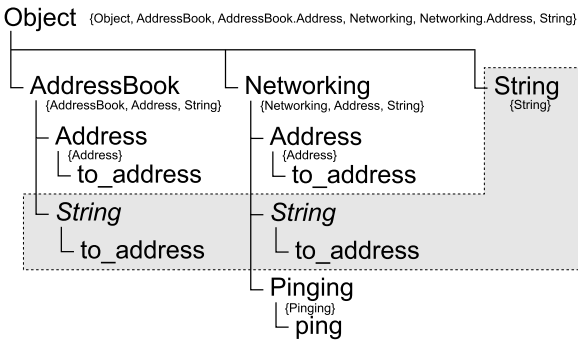 Object {Object, AddressBook, AddressBook.Address, Networking, Networking.Address, String}
AddressBook Networking String
{AddressBook, Address, String} {Networking, Address, String} {String}
Address Address
{Address} {Address}
to_address to_address
String String
to_address to_address
Pinging
{Pinging}
ping